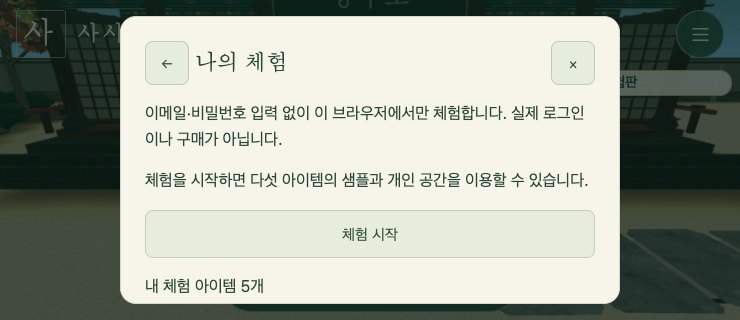 사
← 나의 체험 ×
험판
이메일·비밀번호 입력 없이 이 브라우저에서만 체험합니다. 실제 로그인
이나 구매가 아닙니다.
체험을 시작하면 다섯 아이템의 샘플과 개인 공간을 이용할 수 있습니다.
체험 시작
내 체험 아이템 5개